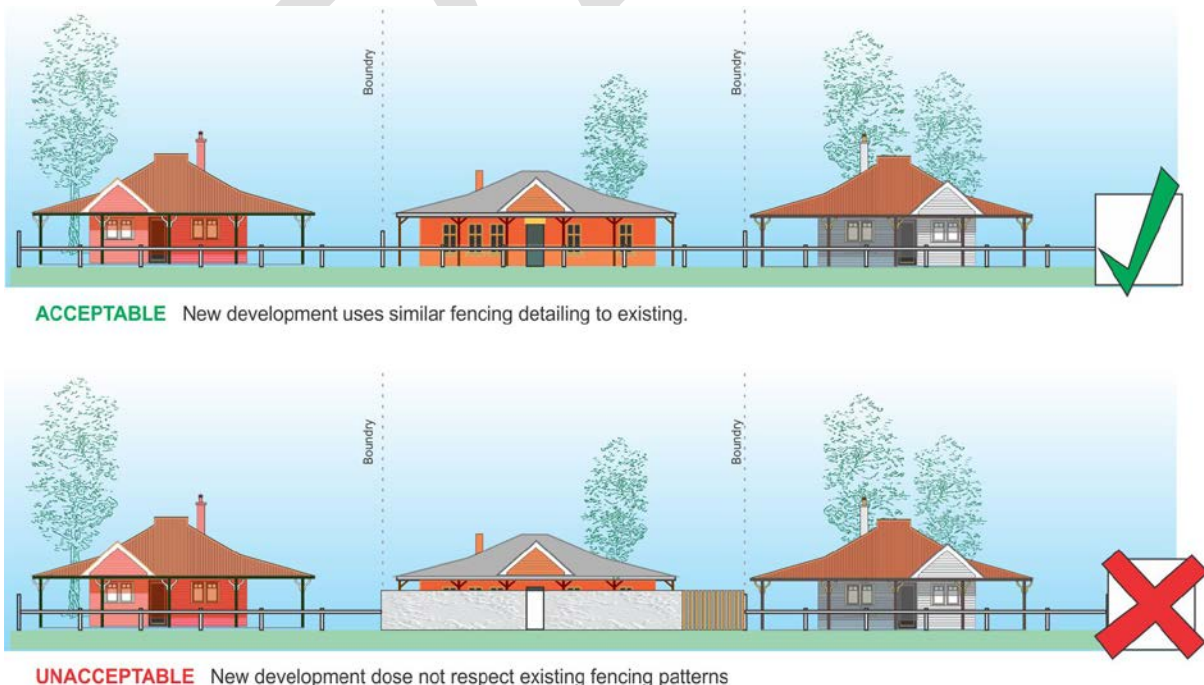 Boundry
Boundry
ACCEPTABLE New development uses similar fencing detailing to existing.
Boundry
Boundry
UNACCEPTABLE New development dose not respect existing fencing patterns